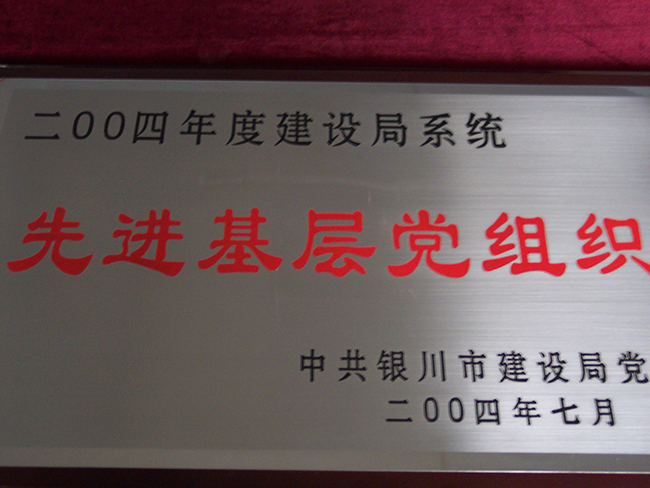 二00四年度建设局系统
先进基层党组织
中共银川市建设局党
二00四年七月